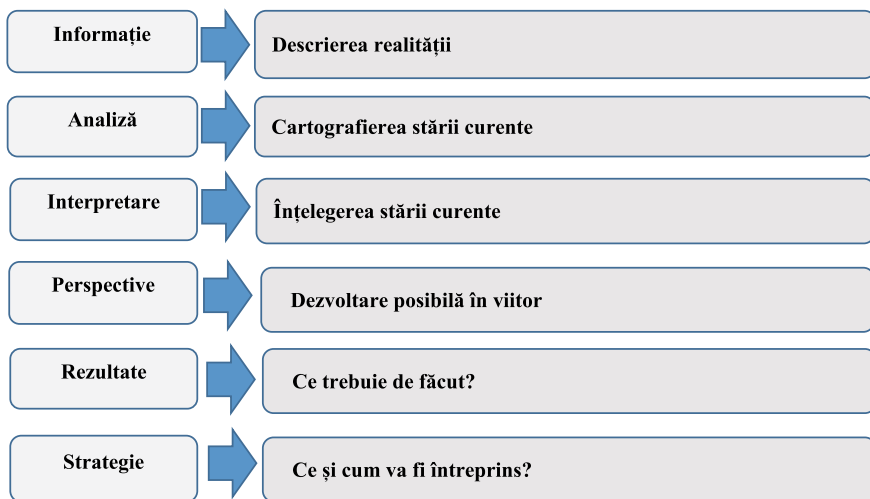 Informație
Descrierea realității
Analiză
Cartografierea stării curente
Interpretare
Înțelegerea stării curente
Perspective
Dezvoltare posibilă în viitor
Rezultate
Ce trebuie de făcut?
Strategie
Ce și cum va fi întreprins?